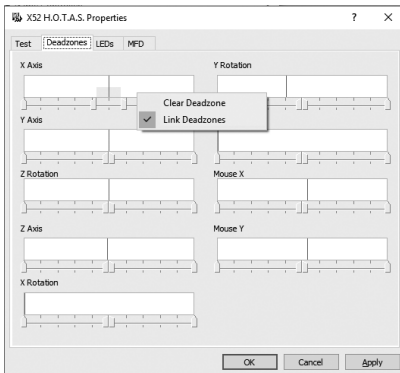 X52 H.O.T.A.S. Properties
?
Test Deadzones LEDs MFD
X Axis
Y Rotation
Clear Deadzone
Link Deadzones
Y Axis
Z Rotation
Mouse X
Z Axis
Mouse Y
X Rotation
OK Cancel Apply